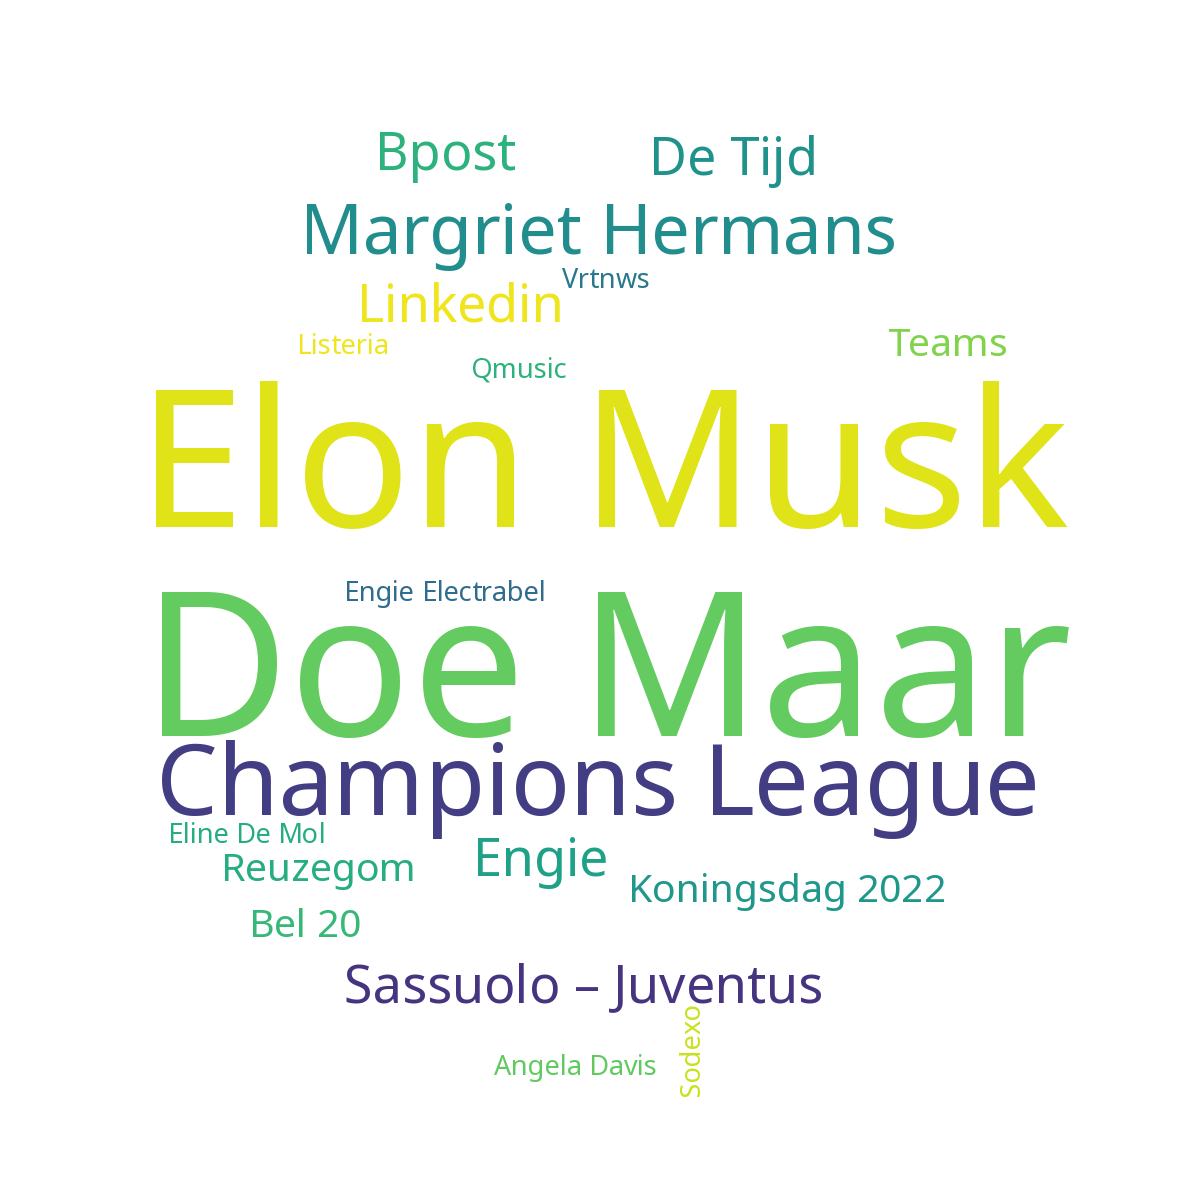 Bpost
De Tijd
Margriet Hermans
Vrtnws
Linkedin
Listeria
Teams
Qmusic
Elon Musk
Engie Electrabel
Doe Maar
Champions League
Eline De Mol
Engie
Reuzegom
Koningsdag 2022
Bel 20
Sassuolo – Juventus
Sodexo
Angela Davis